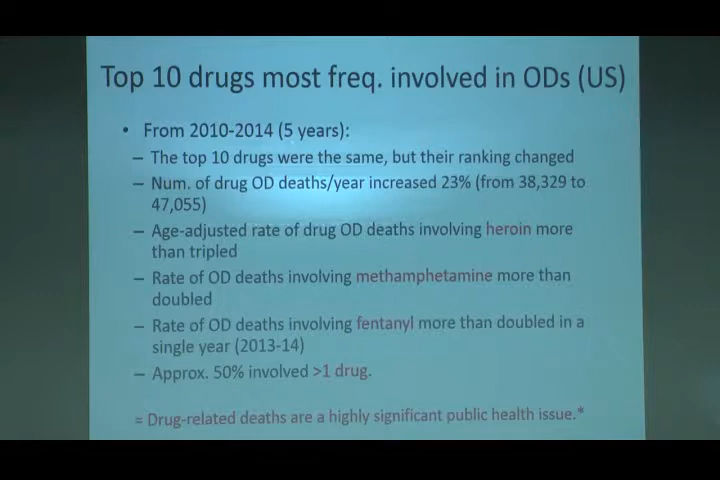 Top 10 drugs most freq. involved in ODs (US)
• From 2010-2014 (5 years):
– The top 10 drugs were the same, but their ranking changed
– Num. of drug OD deaths/year increased 23% (from 38,329 to
47,055)
– Age-adjusted rate of drug OD deaths involving heroin more
than tripled
– Rate of OD deaths involving methamphetamine more than
doubled
– Rate of OD deaths involving fentanyl more than doubled in a
single year (2013-14)
– Approx. 50% involved >1 drug.
= Drug-related deaths are a highly significant public health issue.*